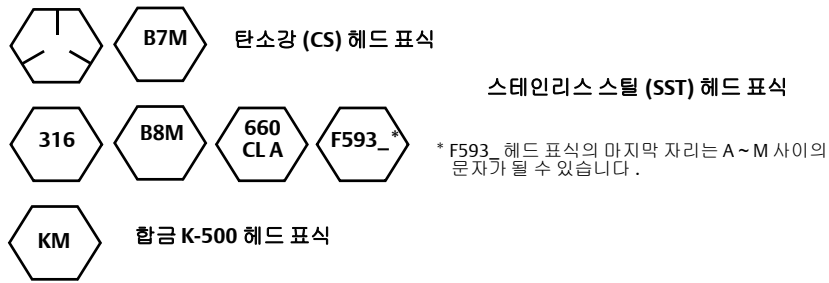 B7M
탄소강 (CS) 헤드 표식
스테인리스 스틸 (SST) 헤드 표식
316
B8M
660
CL A
F593_*
* F593_ 헤드 표식의 마지막 자리는 A ~ M 사이의
문자가 될 수 있습니다 .
KM
합금 K-500 헤드 표식